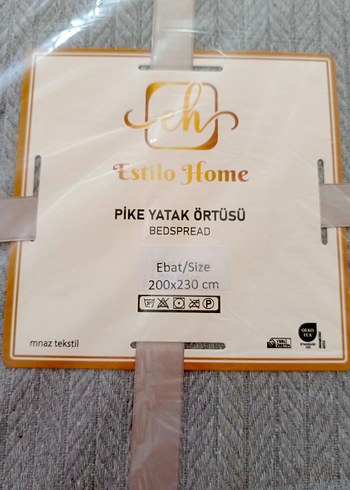 eh
Estilo Home
PİKE YATAK ÖRTÜSÜ
BEDSPREAD
Ebat/Size
200x230 cm
mnaz tekstil